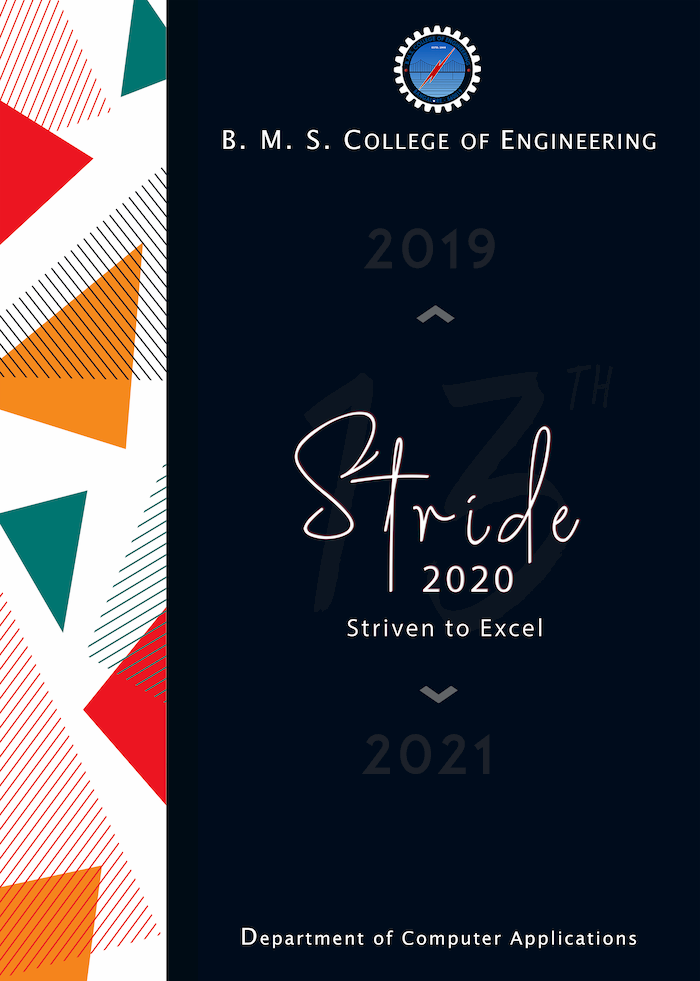 B. M. S. College of Engineering
2019
13TH
Stride
2020
Striven to Excel
2021
Department of Computer Applications